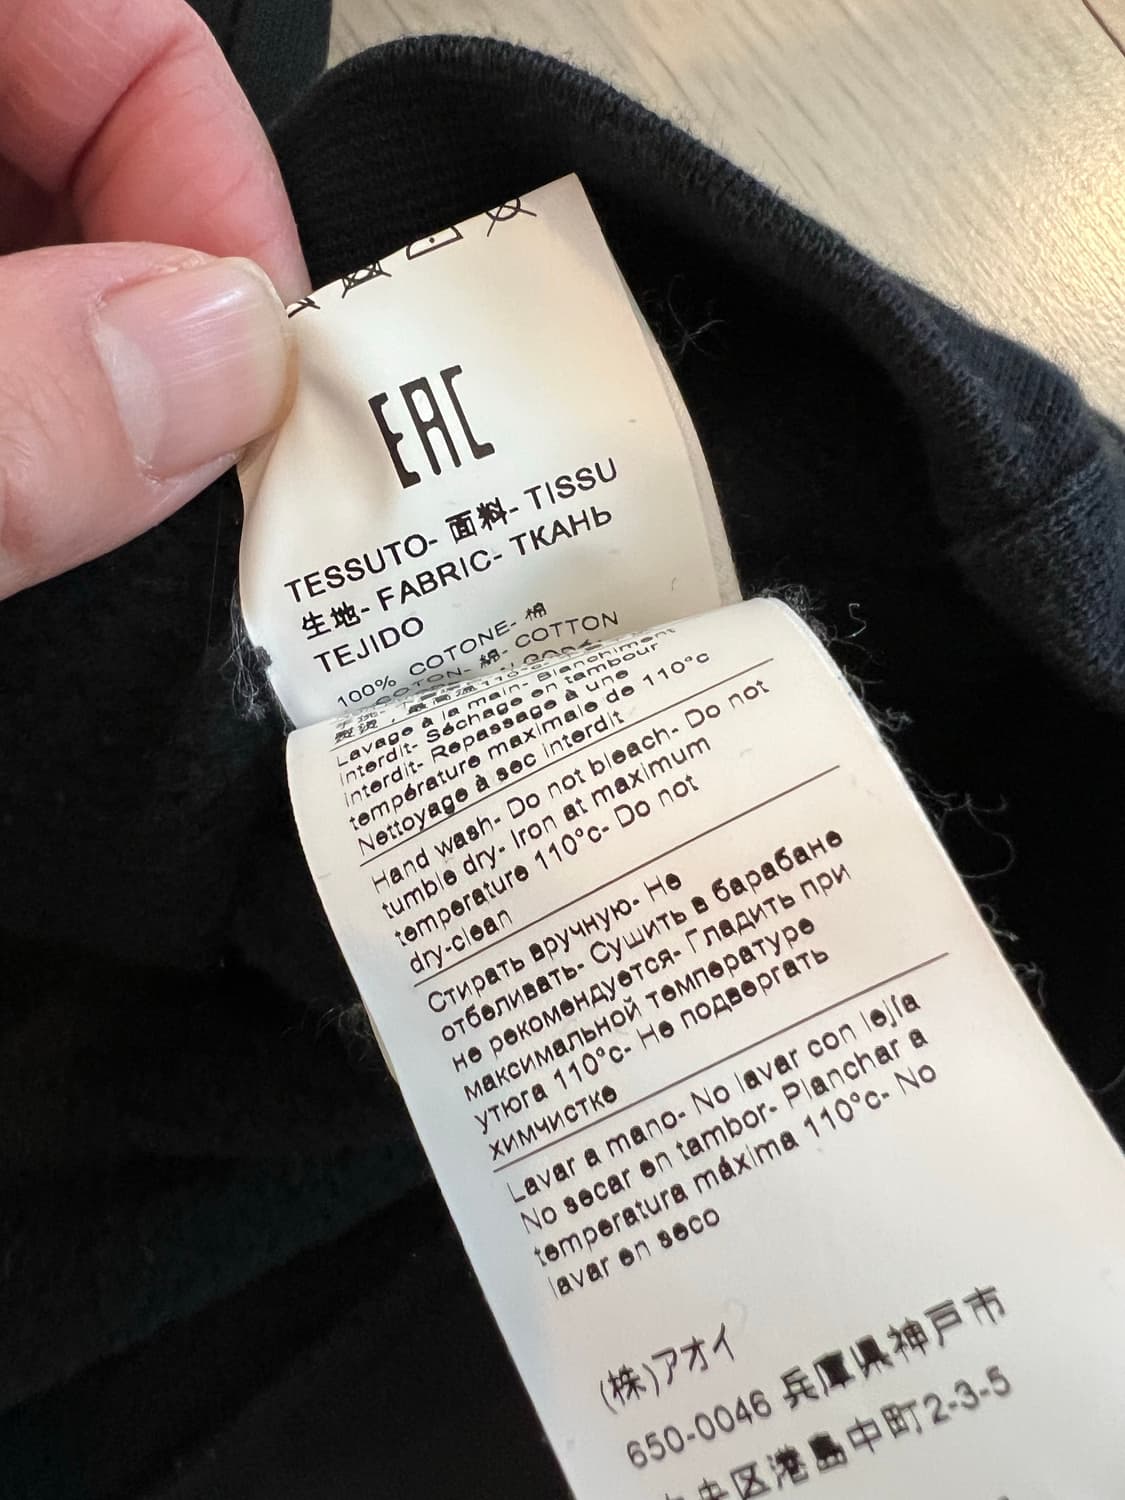 EAC
TESSUTO- 面料- TISSU
生地- FABRIC- ТКАНЬ
TEJIDO
100% COTONE- 棉
COTON- 綿- COTTON
Lavage à la main- Blanchiment
interdit- Séchage en tambour
interdit- Repassage à une
température maximale de 110°c
Nettoyage à sec interdit
Hand wash- Do not bleach- Do not
tumble dry- Iron at maximum
temperature 110°c- Do not
dry-clean
Стирать вручную- Не
отбеливать- Сушить в барабане
не рекомендуется- Гладить при
максимальной температуре
утюга 110°c- Не подвергать
химчистке
Lavar a mano- No lavar con lejía
No secar en tambor- Planchar a
temperatura máxima 110°c- No
lavar en seco
(株)アオイ
650-0046 兵庫県神戸市
中央区港島中町2-3-5